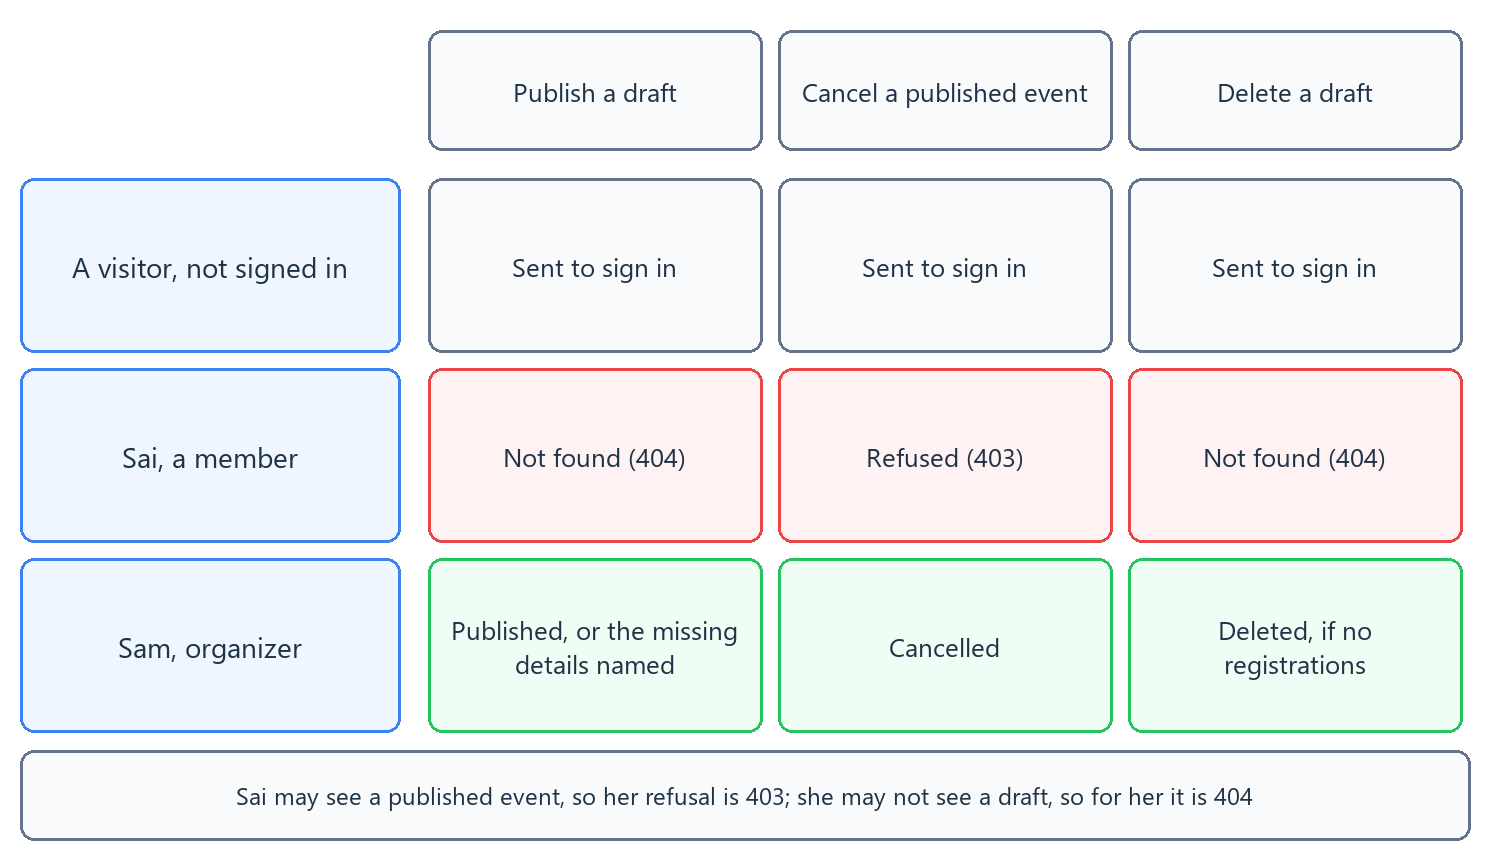 Publish a draft
Cancel a published event
Delete a draft
A visitor, not signed in
Sent to sign in
Sent to sign in
Sent to sign in
Sai, a member
Not found (404)
Refused (403)
Not found (404)
Sam, organizer
Published, or the missing
details named
Cancelled
Deleted, if no
registrations
Sai may see a published event, so her refusal is 403; she may not see a draft, so for her it is 404